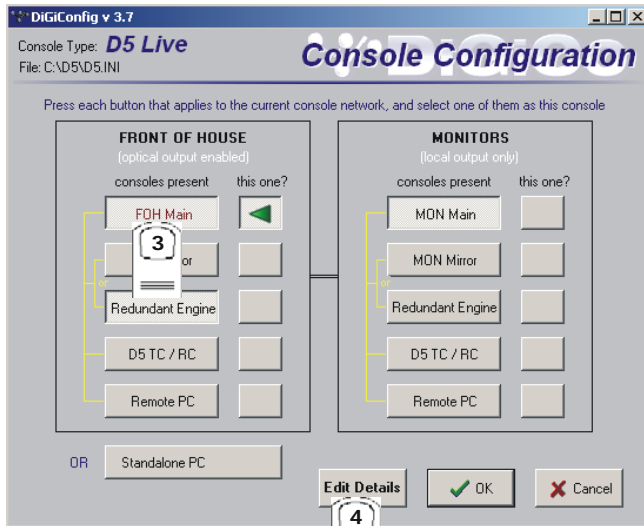 DiGiConfig v 3.7
Console Type: D5 Live
File: C:\D5\D5.INI
DiGiCo
Console Configuration
Press each button that applies to the current console network, and select one of them as this console
FRONT OF HOUSE
(optical output enabled)
consoles present
this one?
FOH Main
3
or
or
Redundant Engine
D5 TC / RC
Remote PC
MONITORS
(local output only)
consoles present
this one?
MON Main
MON Mirror
or
Redundant Engine
D5 TC / RC
Remote PC
OR
Standalone PC
Edit Details
4
OK
Cancel